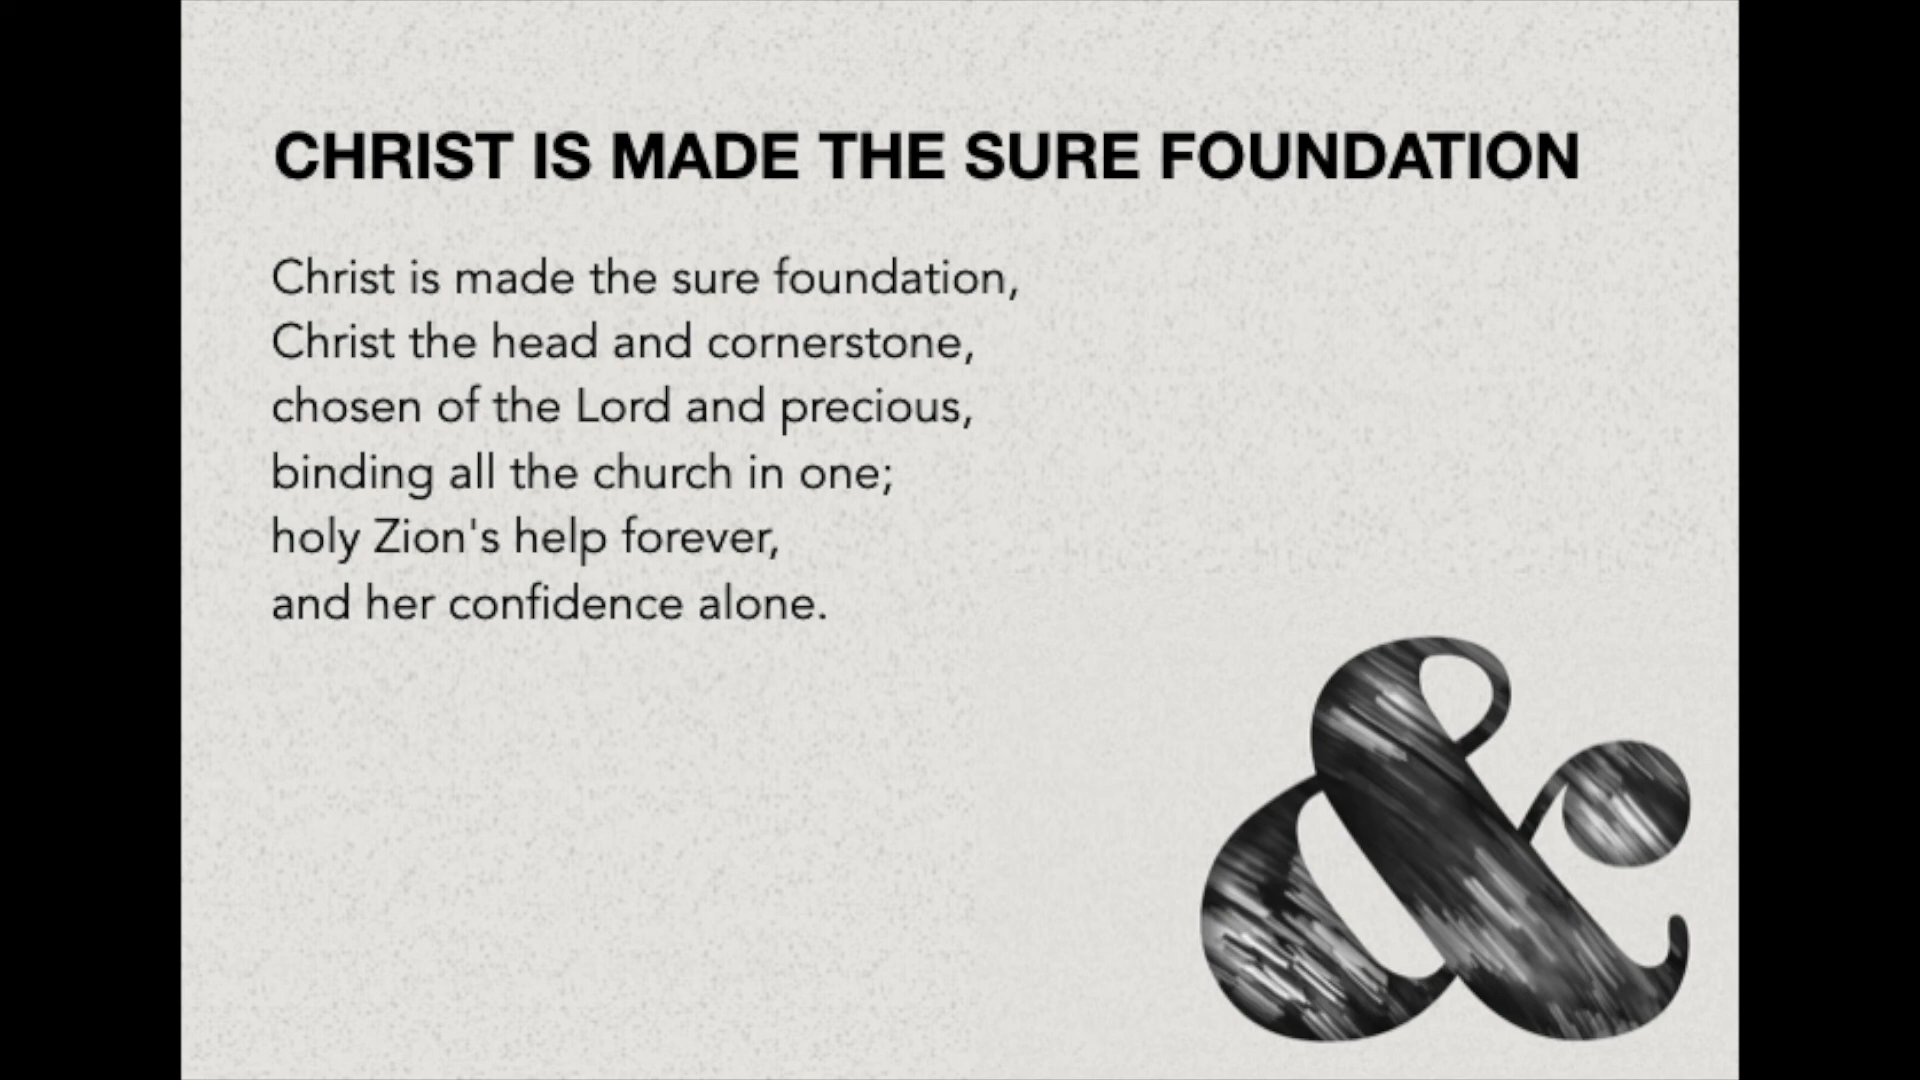 CHRIST IS MADE THE SURE FOUNDATION
Christ is made the sure foundation,
Christ the head and cornerstone,
chosen of the Lord and precious,
binding all the church in one;
holy Zion's help forever,
and her confidence alone.
&